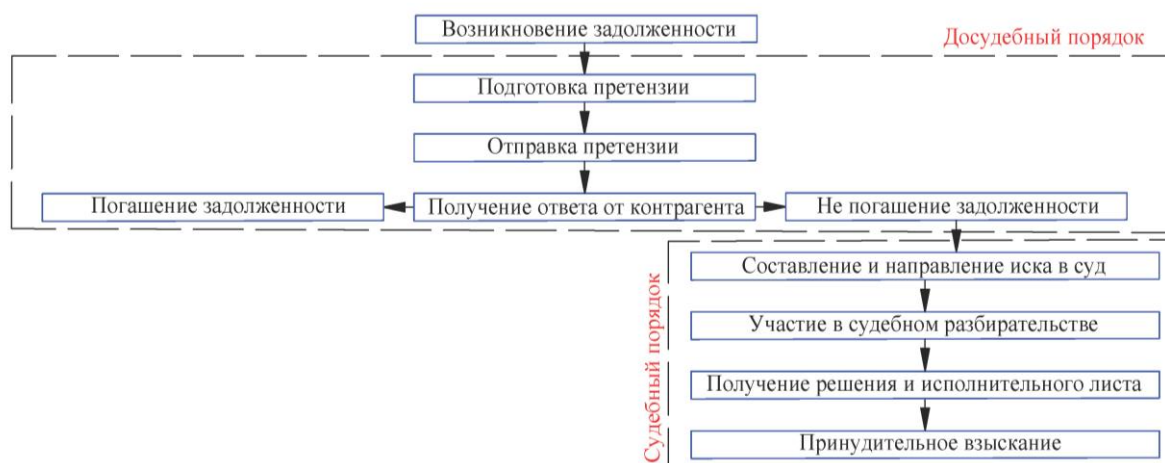 Возникновение задолженности
Досудебный порядок
Подготовка претензии
Отправка претензии
Погашение задолженности
Получение ответа от контрагента
Не погашение задолженности
Судебный порядок
Составление и направление иска в суд
Участие в судебном разбирательстве
Получение решения и исполнительного листа
Принудительное взыскание